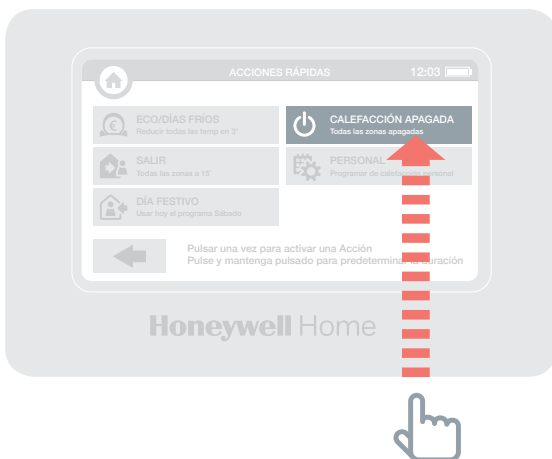 ACCIONES RÁPIDAS 12:03
ECO/DÍAS FRÍOS
Reducir todas las temp en 3°
CALEFACCIÓN APAGADA
Todas las zonas apagadas
SALIR
Todas las zonas a 15°
PERSONAL
Programar de calefacción personal
DÍA FESTIVO
Usar hoy el programa Sábado
Pulsar una vez para activar una Acción
Pulse y mantenga pulsado para predeterminar la duración
Honeywell Home